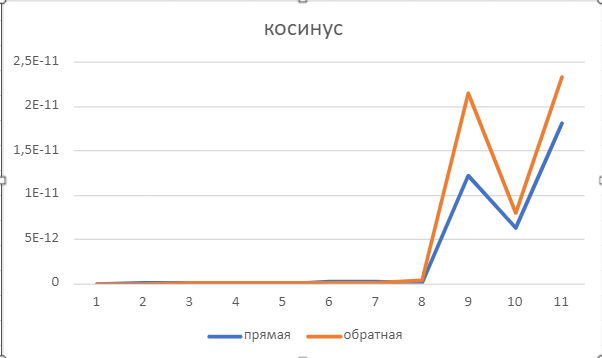 косинус
2,5E-11
2E-11
1,5E-11
1E-11
5E-12
0
1 2 3 4 5 6 7 8 9 10 11
прямая обратная